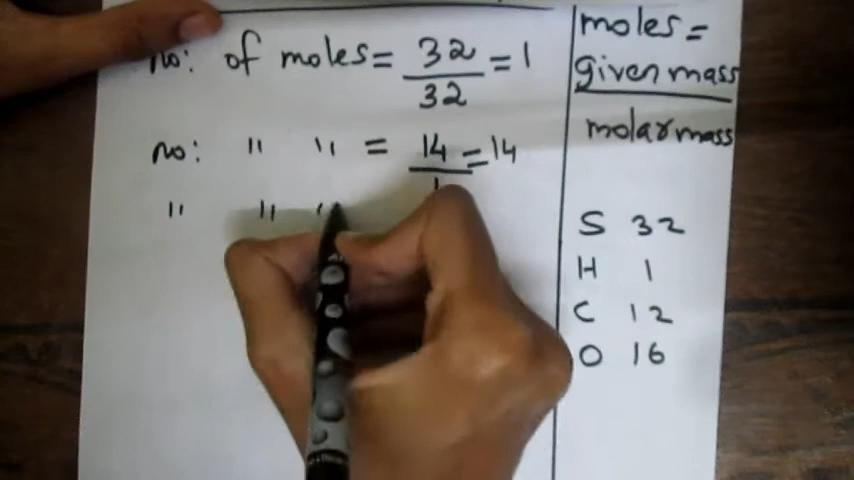 no: of moles = 32/32 = 1
no: " " = 14/1 = 14
" " "
moles =
given mass
molar mass
S 32
H 1
C 12
O 16